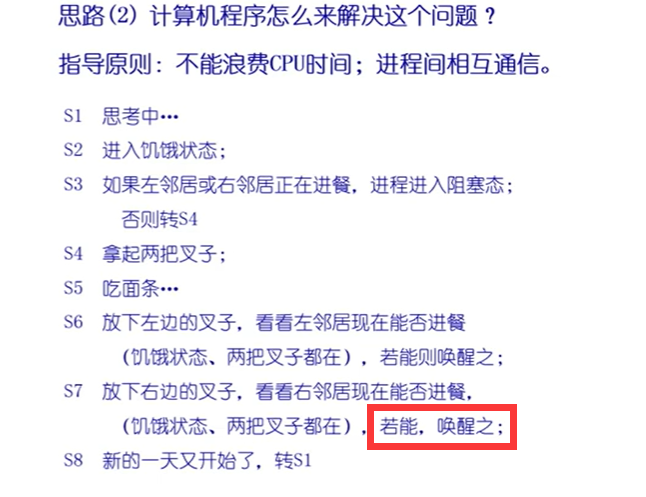 思路(2) 计算机程序怎么来解决这个问题？
指导原则：不能浪费CPU时间；进程间相互通信。
S1 思考中…
S2 进入饥饿状态；
S3 如果左邻居或右邻居正在进餐，进程进入阻塞态；
否则转S4
S4 拿起两把叉子；
S5 吃面条…
S6 放下左边的叉子，看看左邻居现在能否进餐
（饥饿状态、两把叉子都在），若能则唤醒之；
S7 放下右边的叉子，看看右邻居现在能否进餐，
（饥饿状态、两把叉子都在），若能，唤醒之；
S8 新的一天又开始了，转S1